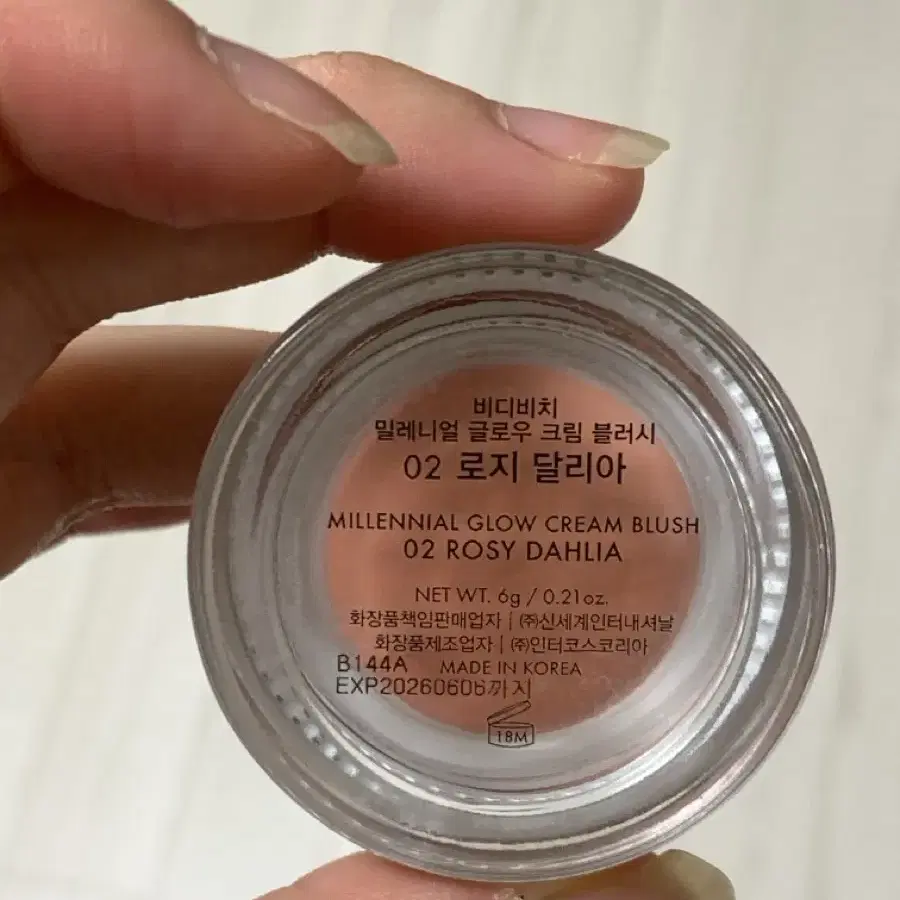 비디비치
밀레니얼 글로우 크림 블러시
02 로지 달리아
MILLENNIAL GLOW CREAM BLUSH
02 ROSY DAHLIA
NET WT. 6g / 0.21oz.
화장품책임판매업자 | ㈜신세계인터내셔날
화장품제조업자 | ㈜인터코스코리아
B144A MADE IN KOREA
EXP20260606까지
18M